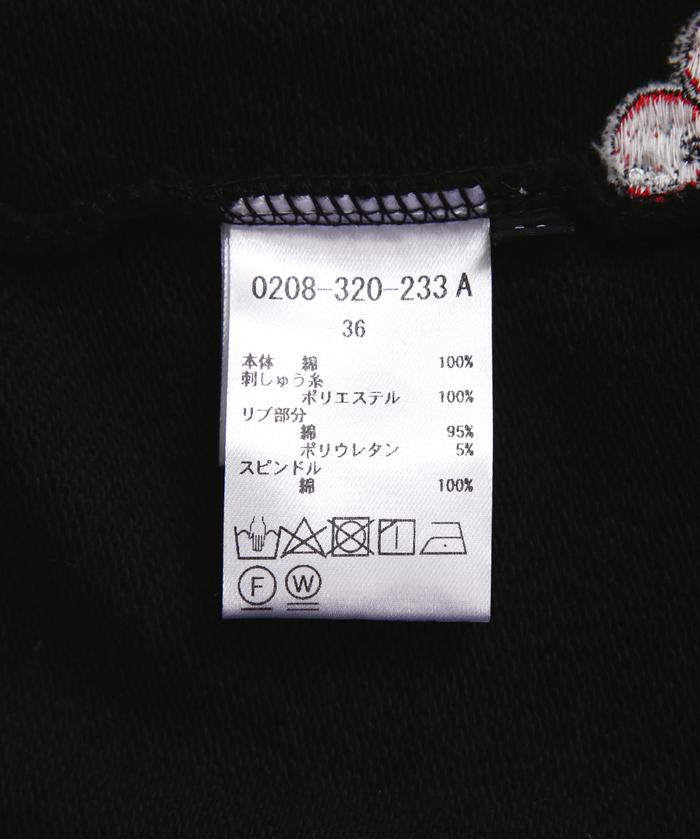 0208-320-233 A
36
本体 綿 100%
刺しゅう糸
ポリエステル 100%
リブ部分
綿 95%
ポリウレタン 5%
スピンドル
綿 100%
F W